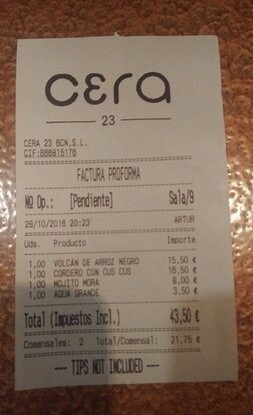 cera
23
CERA 23 BCN.S.L.
CIF:B66615176
FACTURA PROFORMA
Nº Op.: [Pendiente] Sala/9
28/10/2016 20:23 ARTUR
Uds. Producto Importe
1,00 VOLCÁN DE ARROZ NEGRO 15,50 €
1,00 CORDERO CON CUS CUS 16,50 €
1,00 MOJITO MORA 8,00 €
1,00 AGUA GRANDE 3,50 €
Total (Impuestos Incl.) 43,50 €
Comensales: 2 Total/Comensal: 21,75 €
— TIPS NOT INCLUDED —